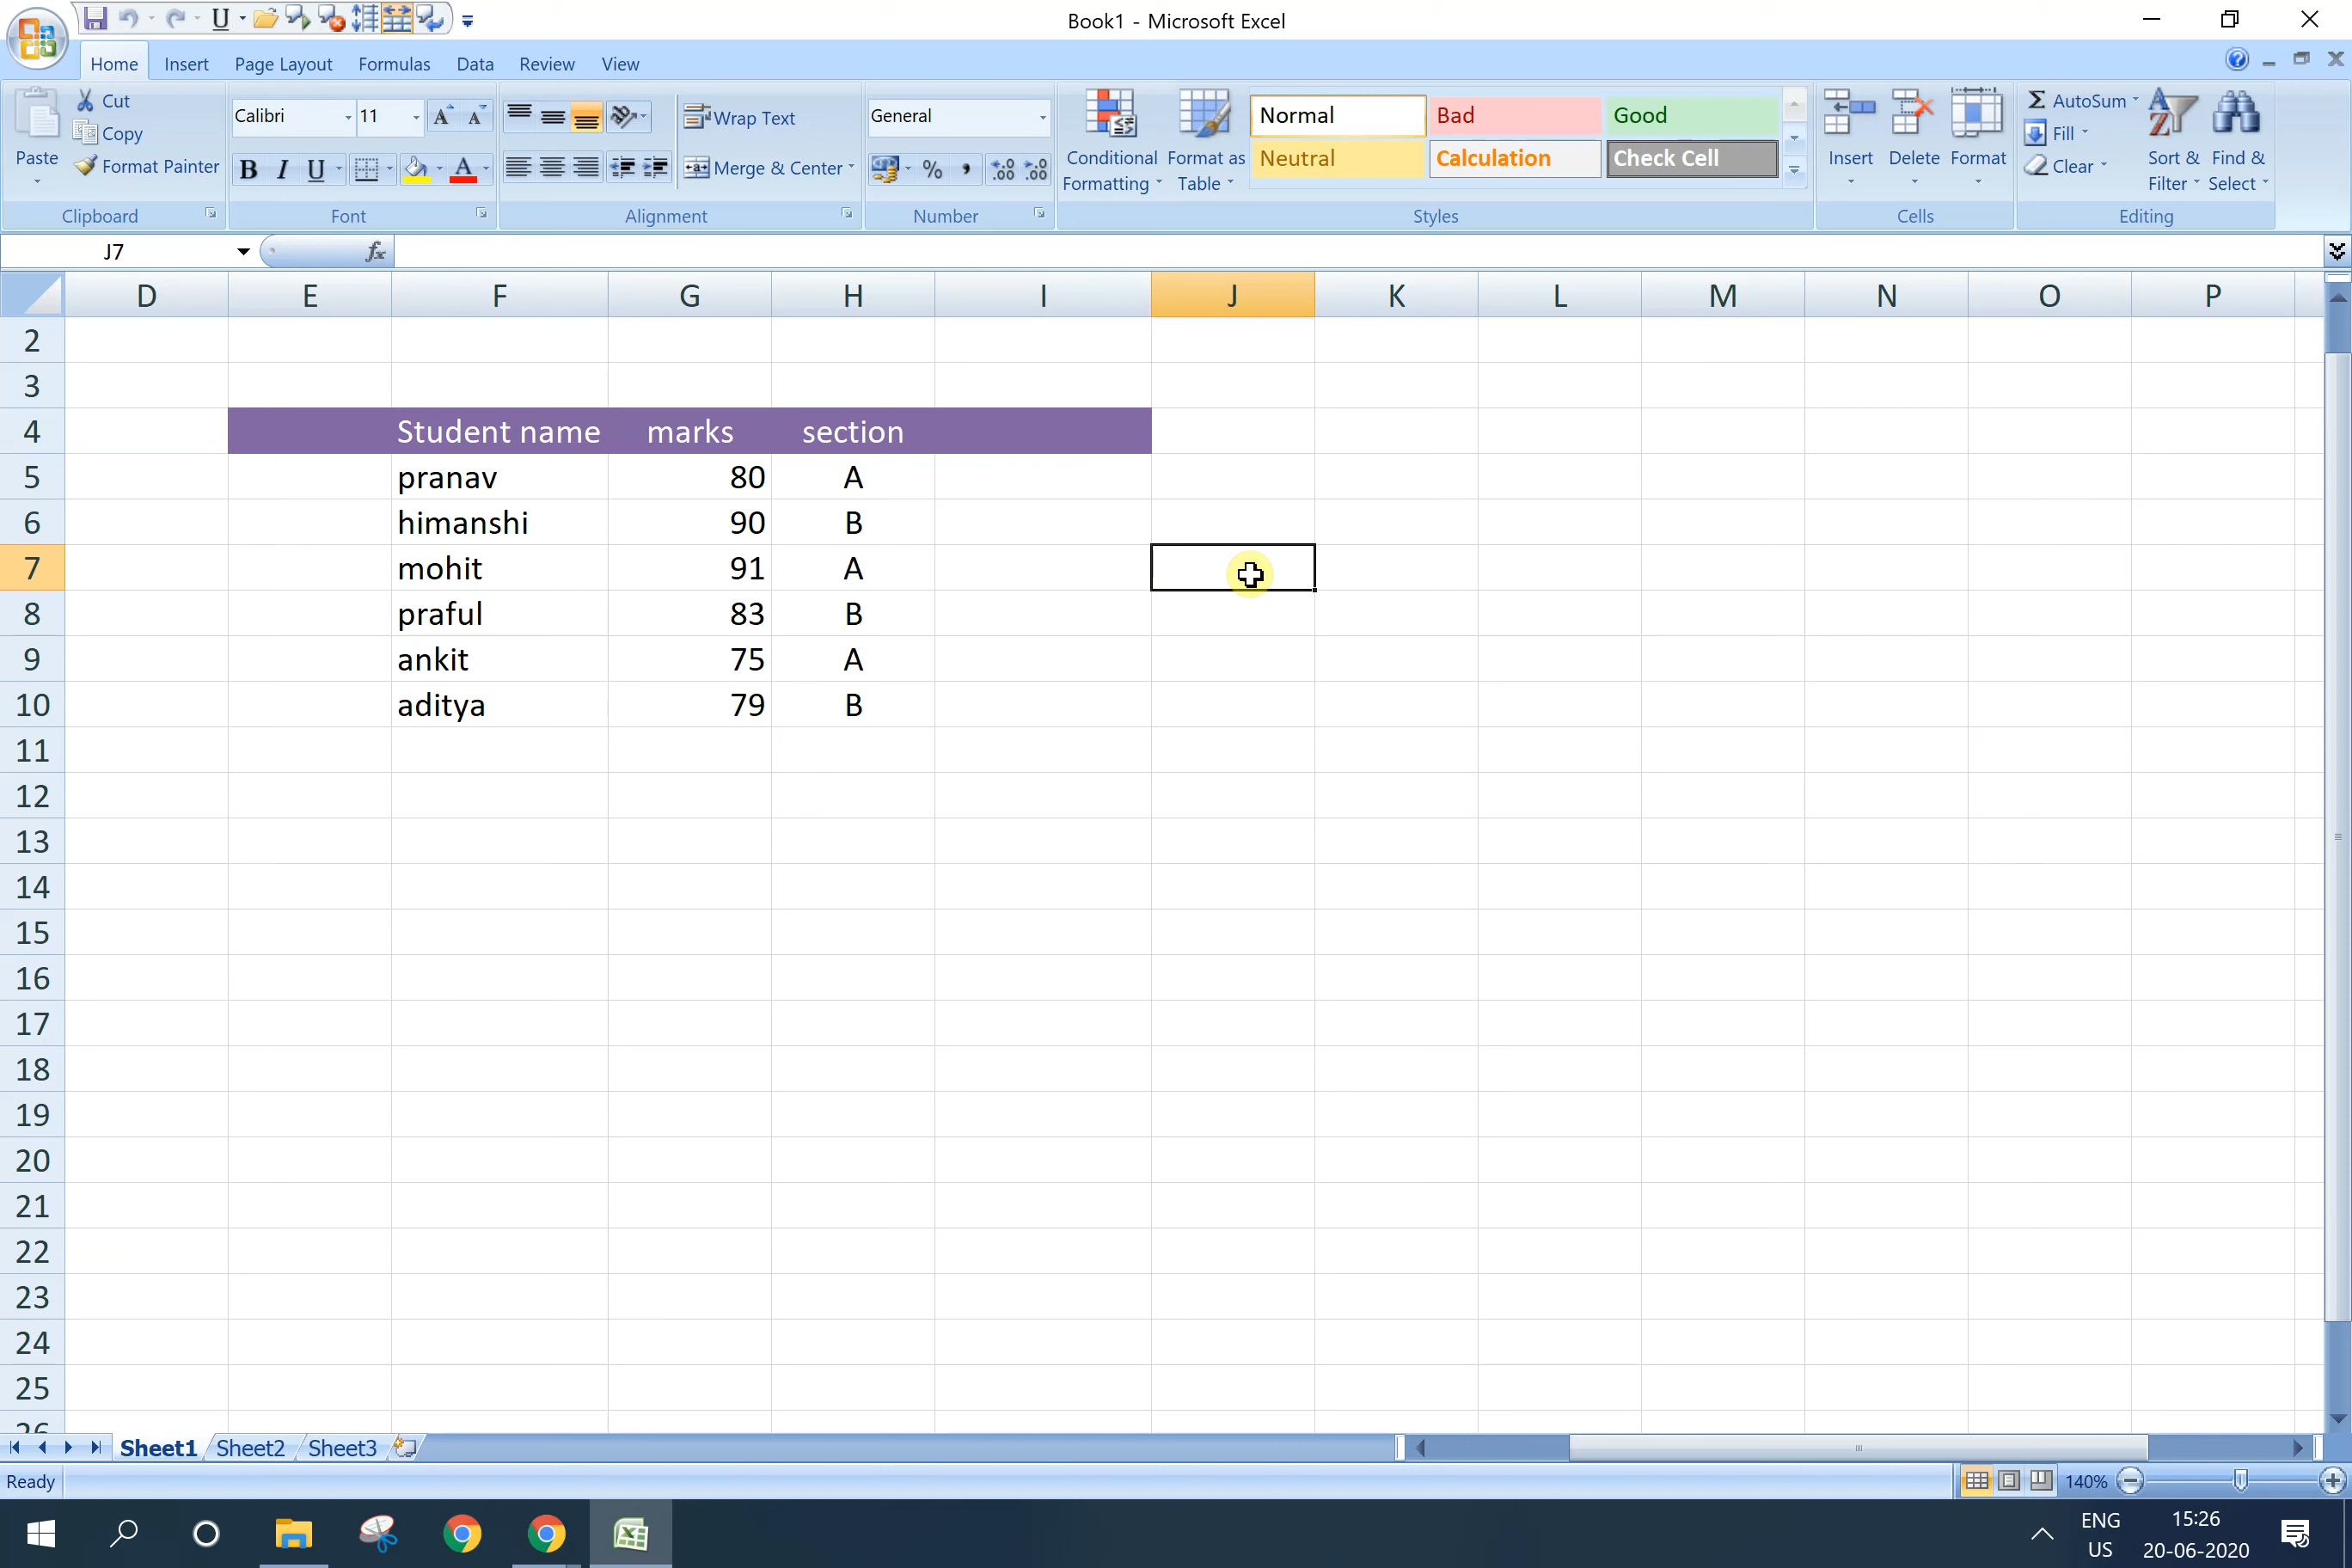 Book1 - Microsoft Excel
Home Insert Page Layout Formulas Data Review View
Paste
Cut
Copy
Format Painter
Clipboard
Calibri 11
B I U
Font
Wrap Text
Merge & Center
Alignment
General
%
Number
Conditional Formatting
Format as Table
Normal Bad Good
Neutral Calculation Check Cell
Styles
Insert Delete Format
Cells
Σ AutoSum
Fill
Clear
Sort & Filter
Find & Select
Editing
J7 fx
D E F G H I J K L M N O P
2
3
4 Student name marks section
5 pranav 80 A
6 himanshi 90 B
7 mohit 91 A
8 praful 83 B
9 ankit 75 A
10 aditya 79 B
11
12
13
14
15
16
17
18
19
20
21
22
23
24
25
26
Sheet1 Sheet2 Sheet3
Ready 140%
ENG 15:26
US 20-06-2020